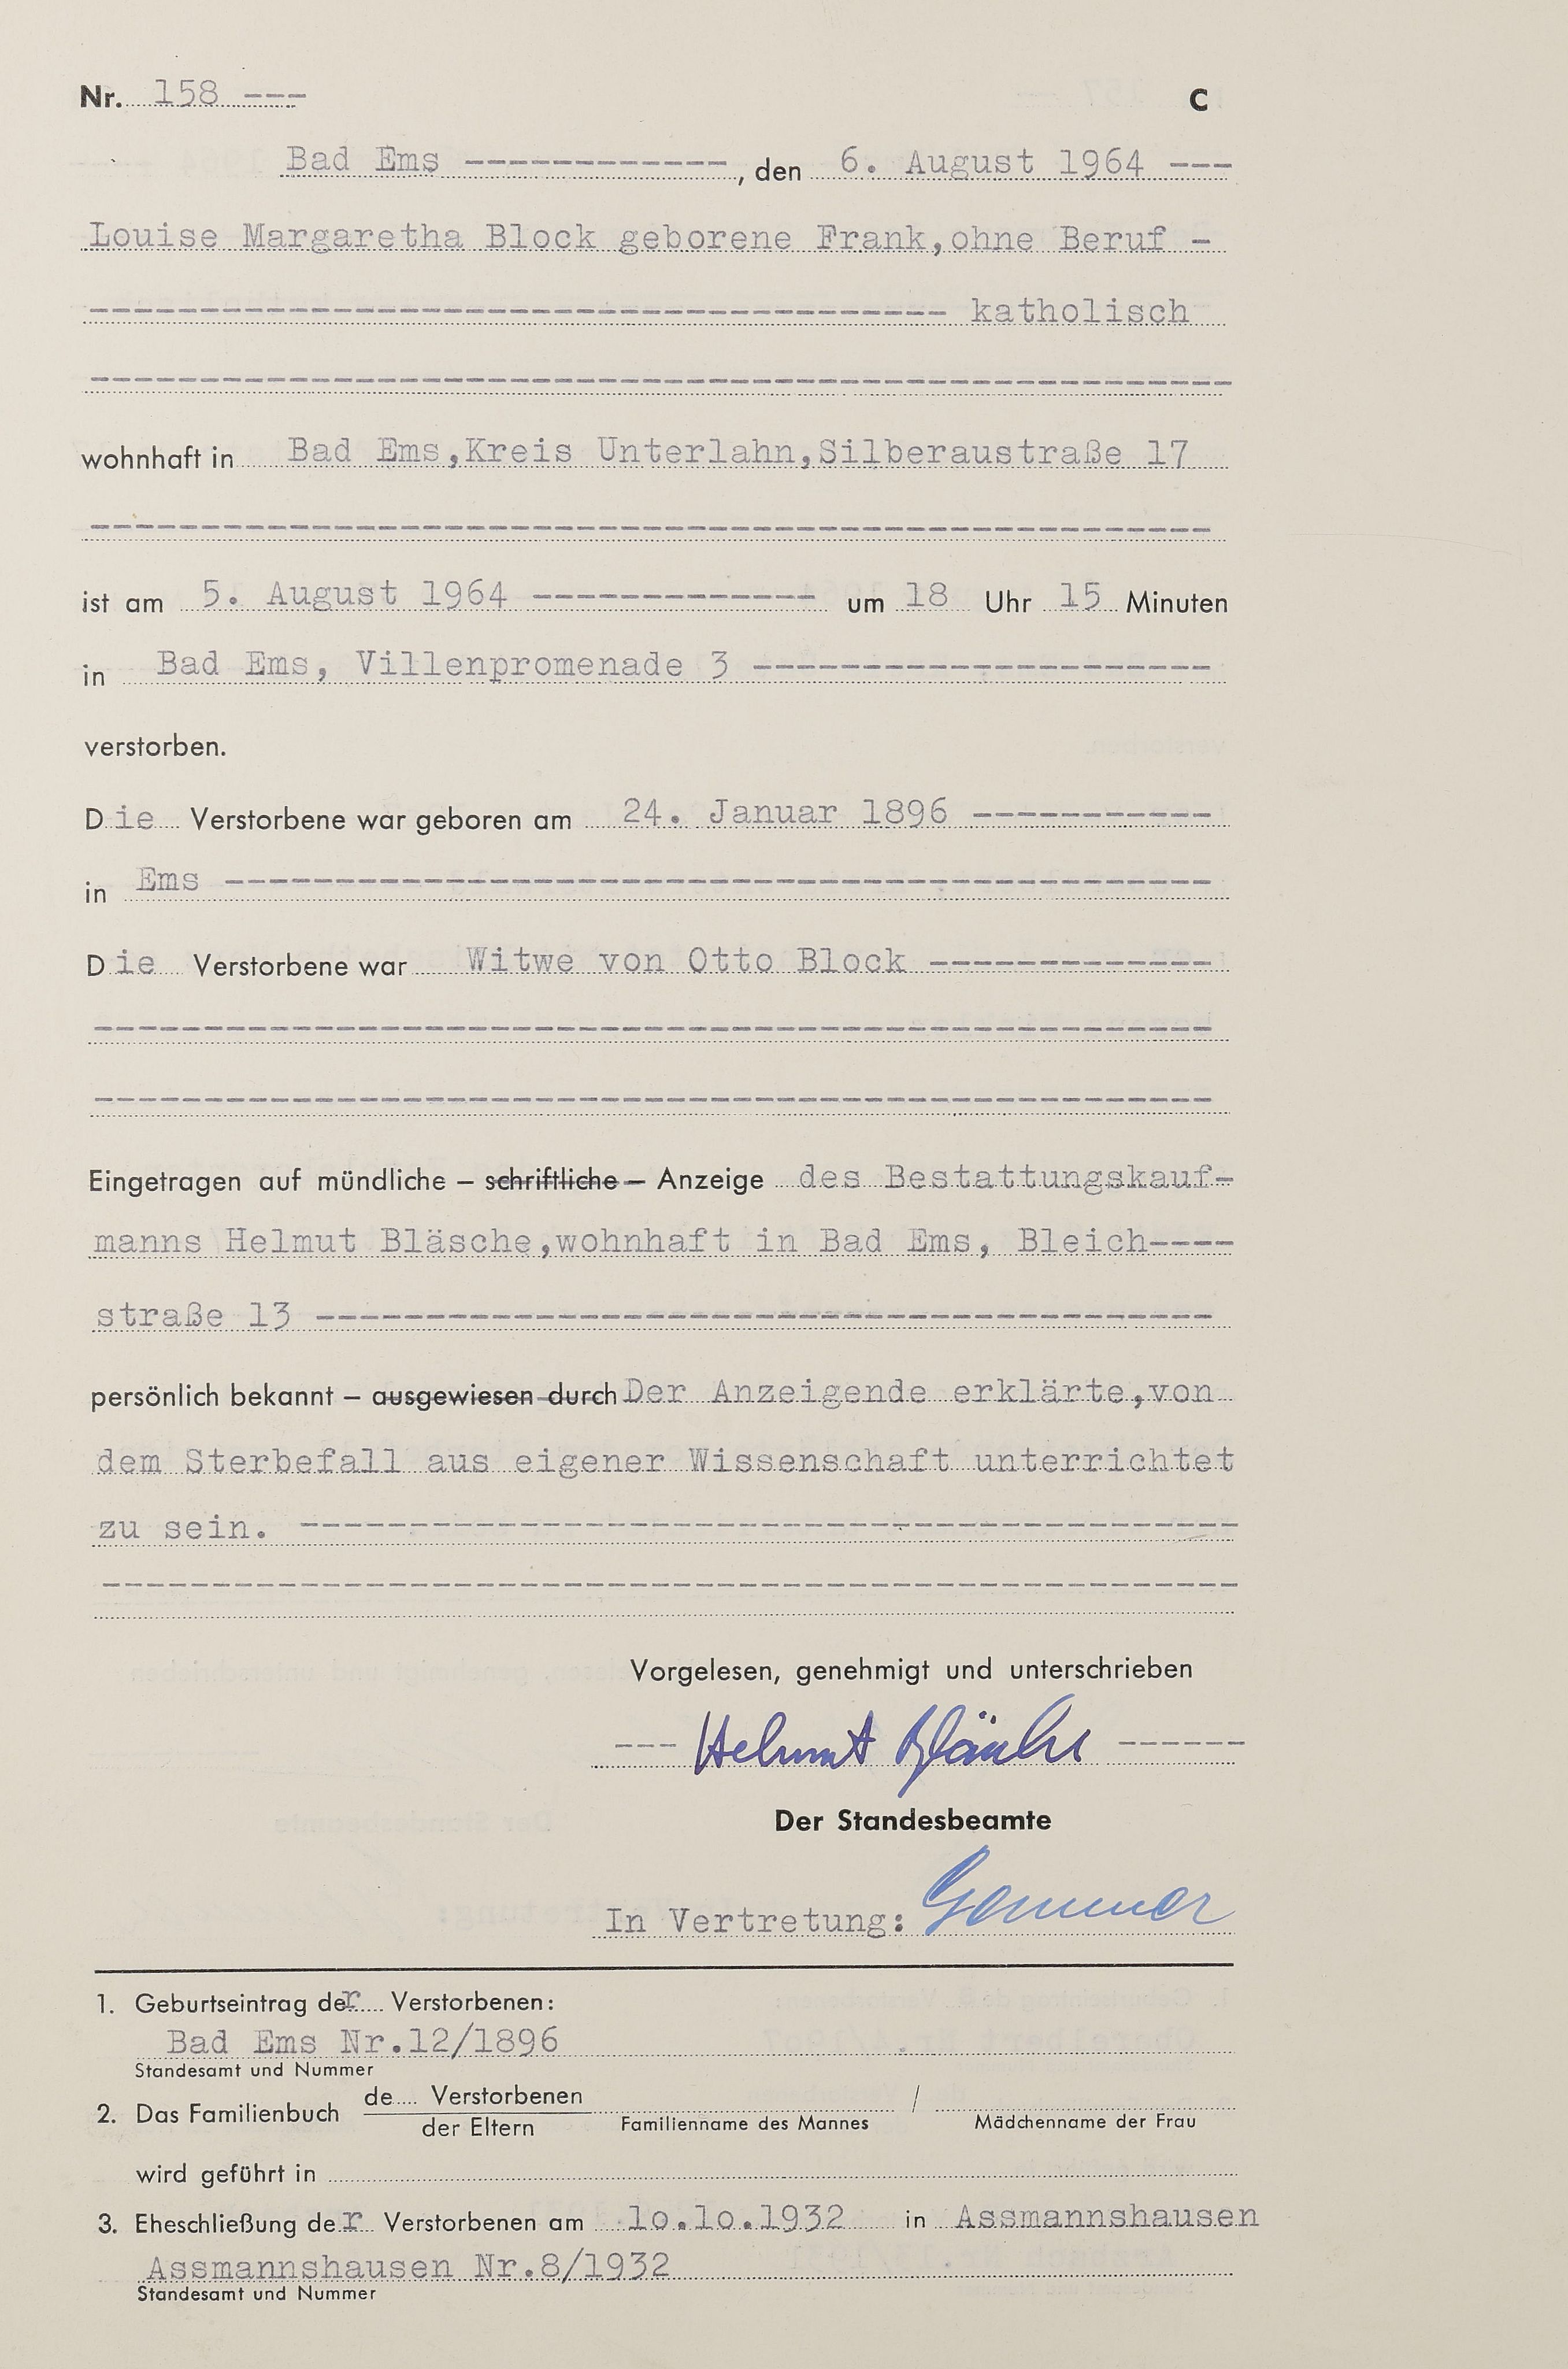 Nr. 158 --- C
Bad Ems ------------, den 6. August 1964 ---
Louise Margaretha Block geborene Frank,ohne Beruf -
--------------------------------------- katholisch
wohnhaft in Bad Ems,Kreis Unterlahn,Silberaustraße 17
ist am 5. August 1964 ------------- um 18 Uhr 15 Minuten
in Bad Ems, Villenpromenade 3 ---------------------
verstorben.
Die Verstorbene war geboren am 24. Januar 1896 -----------
in Ems ---------------------------------------------
Die Verstorbene war Witwe von Otto Block -------------
Eingetragen auf mündliche – schriftliche – Anzeige des Bestattungskauf-
manns Helmut Bläsche,wohnhaft in Bad Ems, Bleich----
straße 13 -----------------------------------------
persönlich bekannt – ausgewiesen durch Der Anzeigende erklärte,von
dem Sterbefall aus eigener Wissenschaft unterrichtet
zu sein. -------------------------------------------
Vorgelesen, genehmigt und unterschrieben
--- Helmut Bläsche ------
Der Standesbeamte
In Vertretung:
1. Geburtseintrag der Verstorbenen:
Bad Ems Nr.12/1896
Standesamt und Nummer
2. Das Familienbuch de Verstorbenen /
der Eltern Familienname des Mannes Mädchenname der Frau
wird geführt in
3. Eheschließung der Verstorbenen am 1o.1o.1932 in Assmannshausen
Assmannshausen Nr.8/1932
Standesamt und Nummer